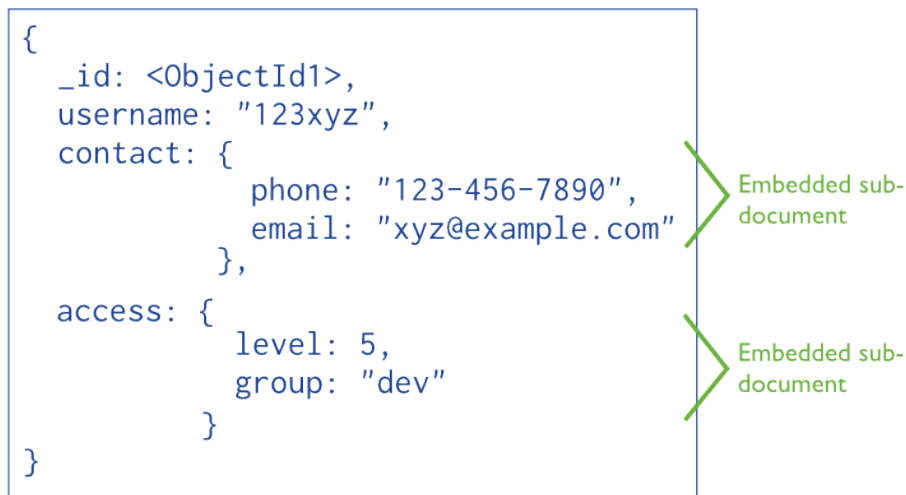 {
_id: <ObjectId1>,
username: "123xyz",
contact: {
phone: "123-456-7890",
email: "xyz@example.com"
},
access: {
level: 5,
group: "dev"
}
}
Embedded sub-
document
Embedded sub-
document